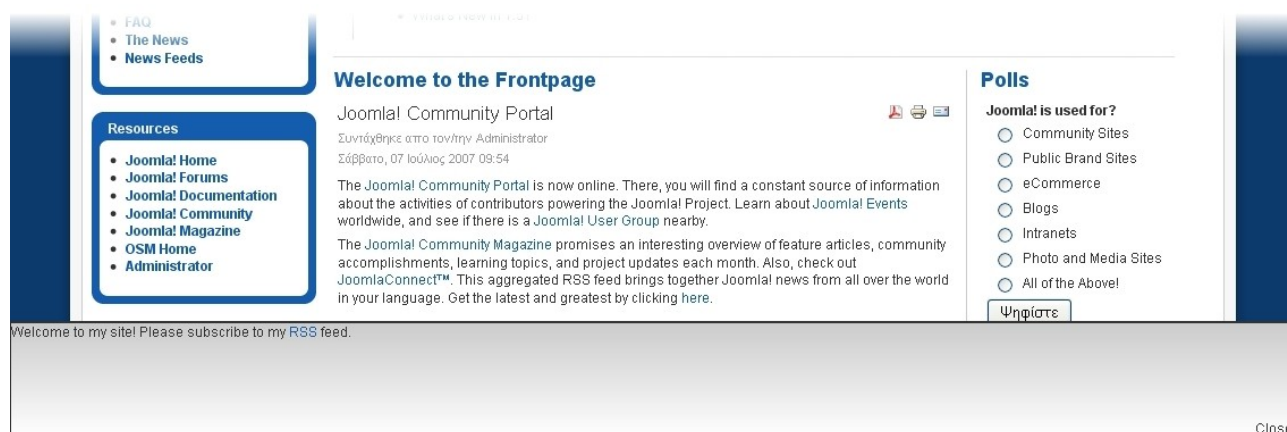 FAQ
The News
News Feeds
Resources
Joomla! Home
Joomla! Forums
Joomla! Documentation
Joomla! Community
Joomla! Magazine
OSM Home
Administrator
What's New in 1.5?
Welcome to the Frontpage
Joomla! Community Portal
Συντάχθηκε απο τον/την Administrator
Σάββατο, 07 Ιούλιος 2007 09:54
The Joomla! Community Portal is now online. There, you will find a constant source of information
about the activities of contributors powering the Joomla! Project. Learn about Joomla! Events
worldwide, and see if there is a Joomla! User Group nearby.
The Joomla! Community Magazine promises an interesting overview of feature articles, community
accomplishments, learning topics, and project updates each month. Also, check out
JoomlaConnect™. This aggregated RSS feed brings together Joomla! news from all over the world
in your language. Get the latest and greatest by clicking here.
Polls
Joomla! is used for?
Community Sites
Public Brand Sites
eCommerce
Blogs
Intranets
Photo and Media Sites
All of the Above!
Ψηφίστε
Welcome to my site! Please subscribe to my RSS feed.
Close